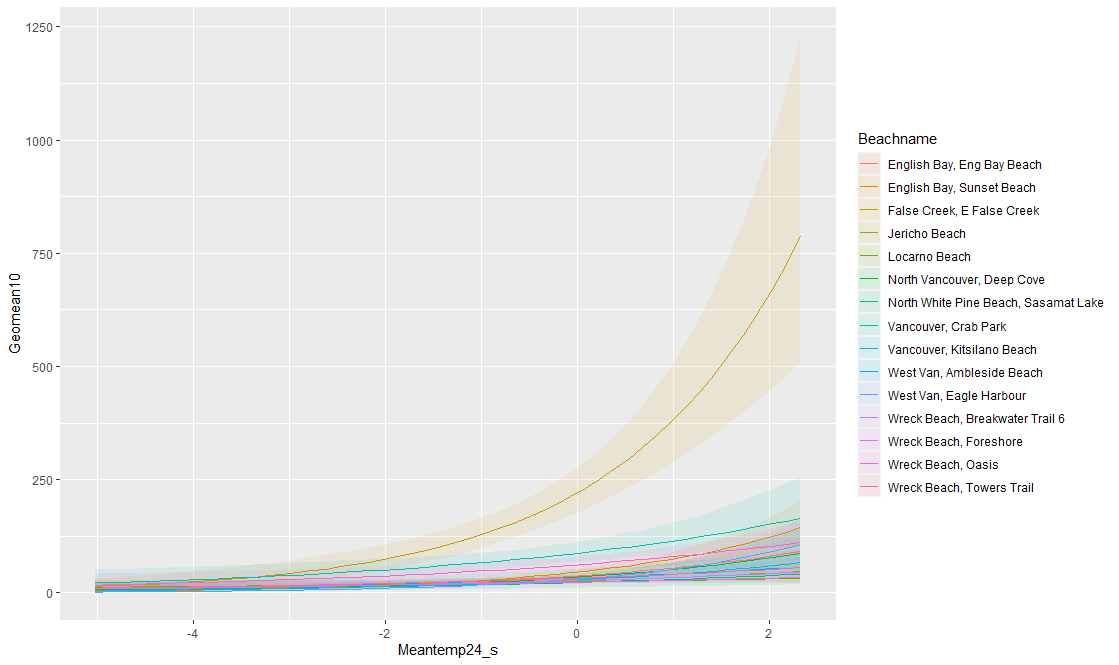 1250
1000
750
500
250
0
Geomean10
-4
-2
0
2
Meantemp24_s
Beachname
English Bay, Eng Bay Beach
English Bay, Sunset Beach
False Creek, E False Creek
Jericho Beach
Locarno Beach
North Vancouver, Deep Cove
North White Pine Beach, Sasamat Lake
Vancouver, Crab Park
Vancouver, Kitsilano Beach
West Van, Ambleside Beach
West Van, Eagle Harbour
Wreck Beach, Breakwater Trail 6
Wreck Beach, Foreshore
Wreck Beach, Oasis
Wreck Beach, Towers Trail